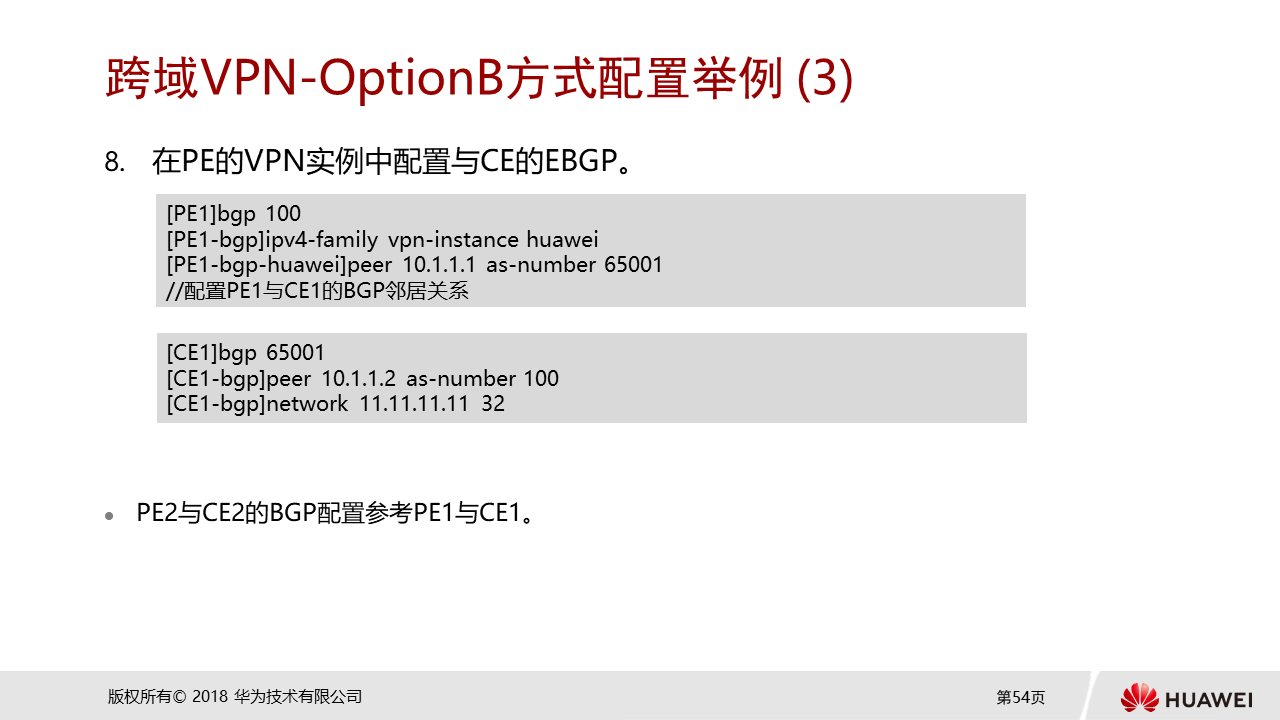 跨域VPN-OptionB方式配置举例 (3)
8. 在PE的VPN实例中配置与CE的EBGP。
[PE1]bgp 100
[PE1-bgp]ipv4-family vpn-instance huawei
[PE1-bgp-huawei]peer 10.1.1.1 as-number 65001
//配置PE1与CE1的BGP邻居关系
[CE1]bgp 65001
[CE1-bgp]peer 10.1.1.2 as-number 100
[CE1-bgp]network 11.11.11.11 32
● PE2与CE2的BGP配置参考PE1与CE1。
版权所有© 2018 华为技术有限公司
第54页
HUAWEI